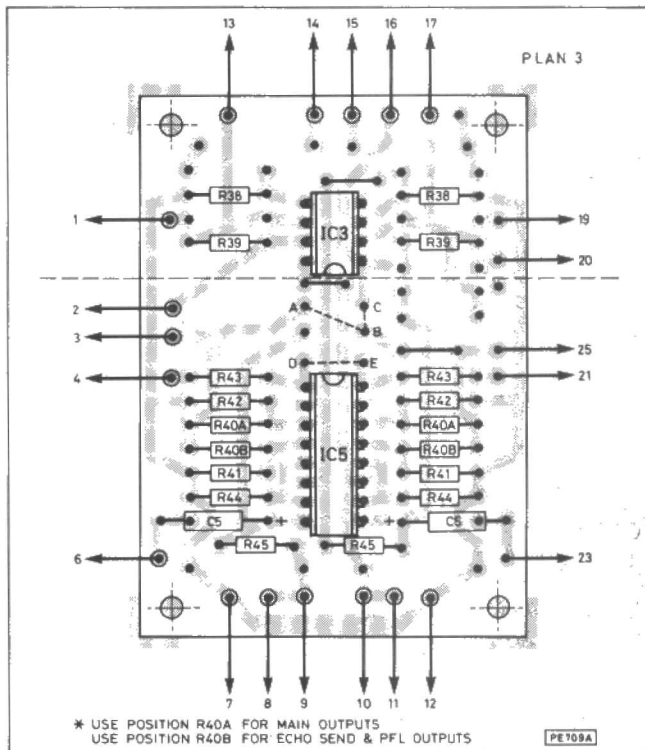 13 14 15 16 17
PLAN 3
R38 R38
IC3
1 R39 R39 19
20
2 A C
3 B
D E 25
4 R43 R43 21
R42 R42
R40A IC5 R40A
R40B R40B
R41 R41
R44 R44
C5 + + C5
R45 R45
6 23
7 8 9 10 11 12
* USE POSITION R40A FOR MAIN OUTPUTS
USE POSITION R40B FOR ECHO SEND & PFL OUTPUTS
PE709A